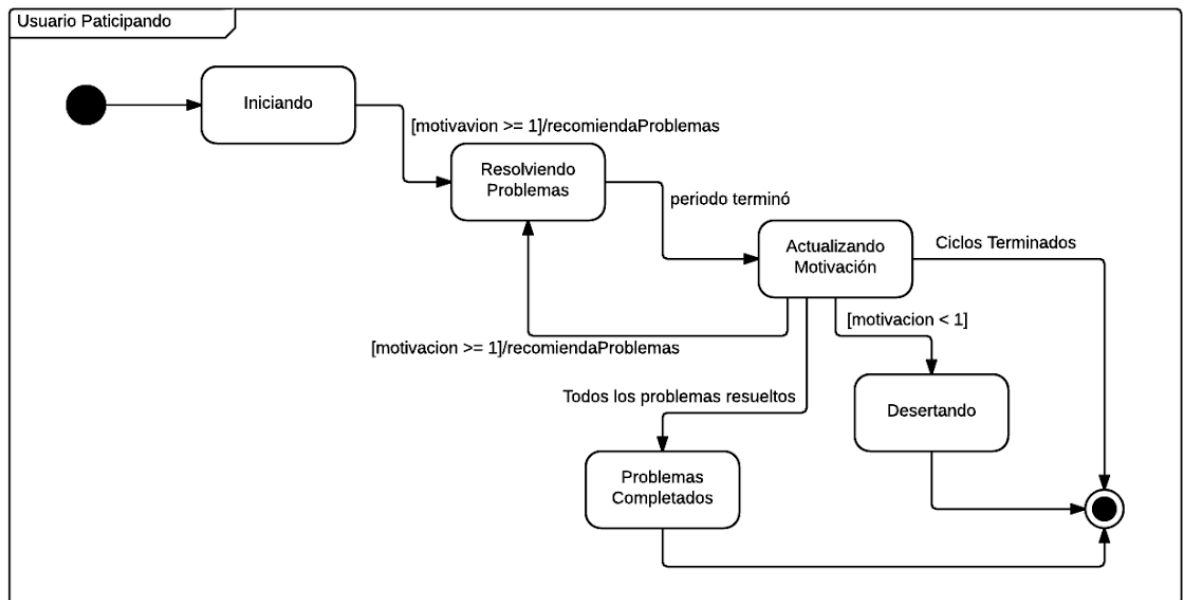 Usuario Paticipando
Iniciando
[motivavion >= 1]/recomiendaProblemas
Resolviendo
Problemas
periodo terminó
Actualizando
Motivación
Ciclos Terminados
[motivacion < 1]
[motivacion >= 1]/recomiendaProblemas
Todos los problemas resueltos
Desertando
Problemas
Completados